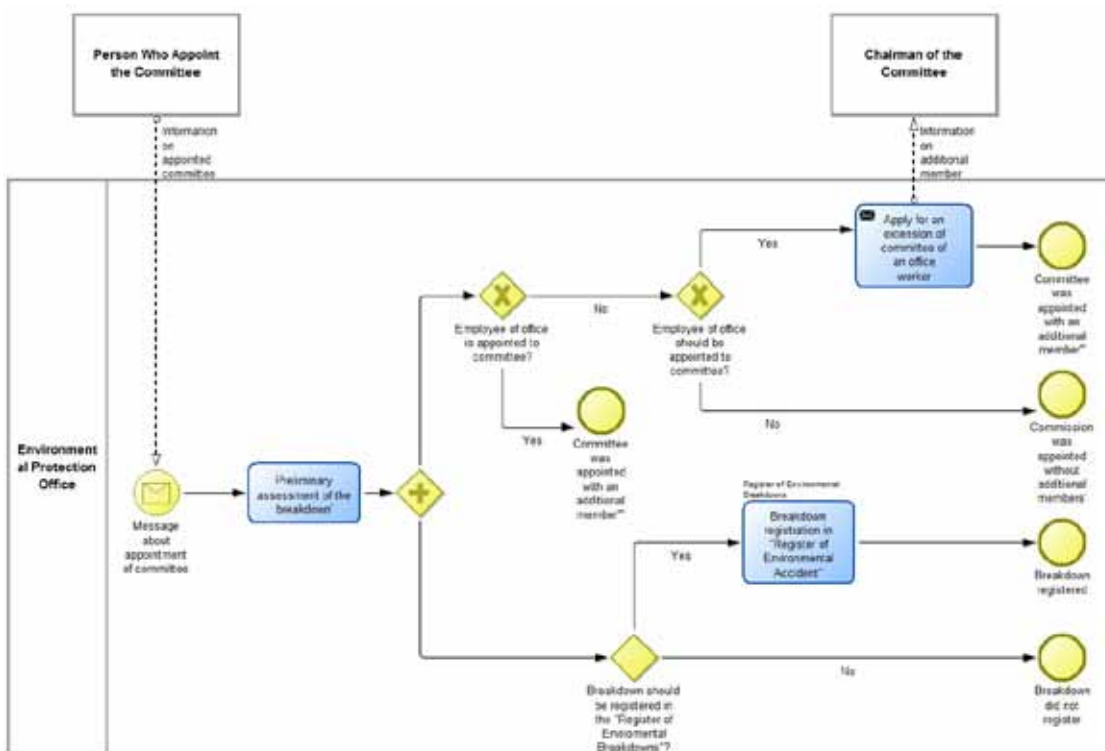 Person Who Appoint
the Committee
Chairman of the
Committee
Information
on
appointed
committee
Information
on
additional
member
Environment
al Protection
Office
Message
about
appointment
of committee
Preliminary
assessment of the
breakdown'
Employee of office
is appointed to
committee?
No
Yes
Committee
was
appointed
with an
additional
member""
Employee of office
should be
appointed to
committee?
Yes
No
Apply for an
excension of
committee of
an office
worker
Committee
was
appointed
with an
additional
member""
Commission
was
appointed
without
additional
members'
Register of Environmental
Breakdowns
Breakdown
registration in
"Register of
Environmental
Accident"
Yes
Breakdown
registered
Breakdown should
be registered in
the "Register of
Enviomental
Breakdowns"?
No
Breakdown
did not
register